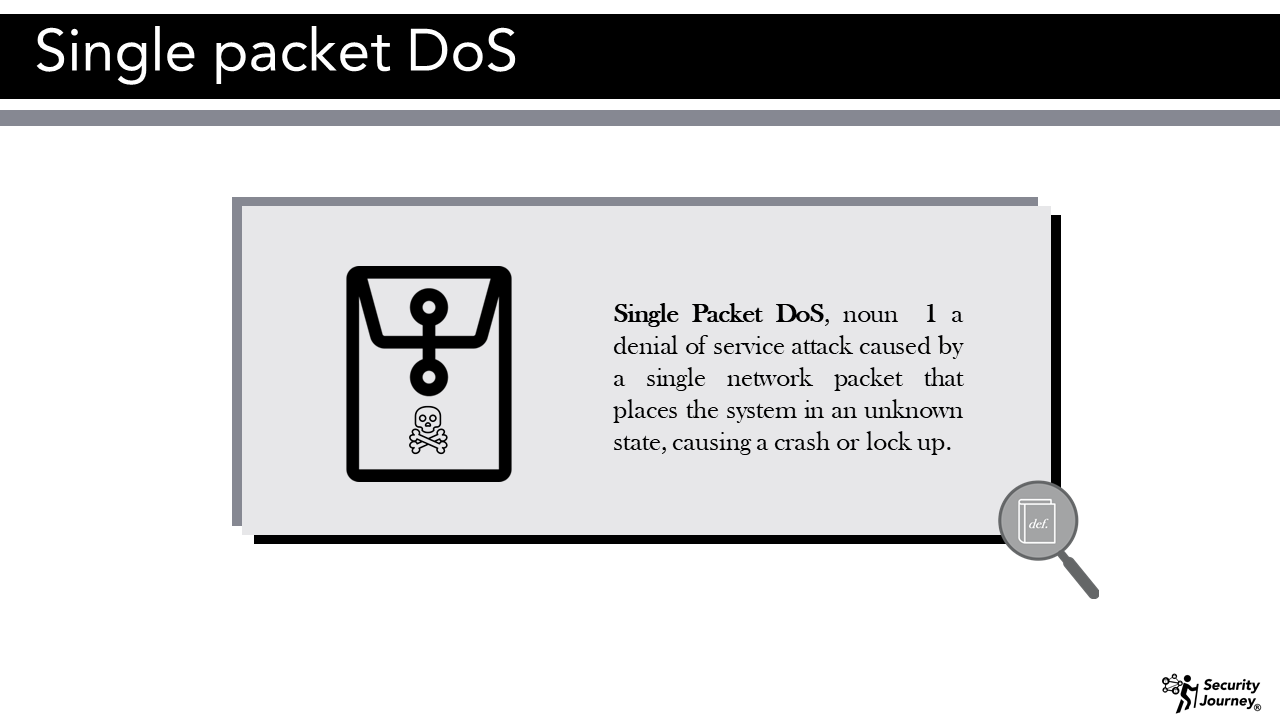 Single packet DoS
Single Packet DoS, noun 1 a
denial of service attack caused by
a single network packet that
places the system in an unknown
state, causing a crash or lock up.
def.
Security
Journey®